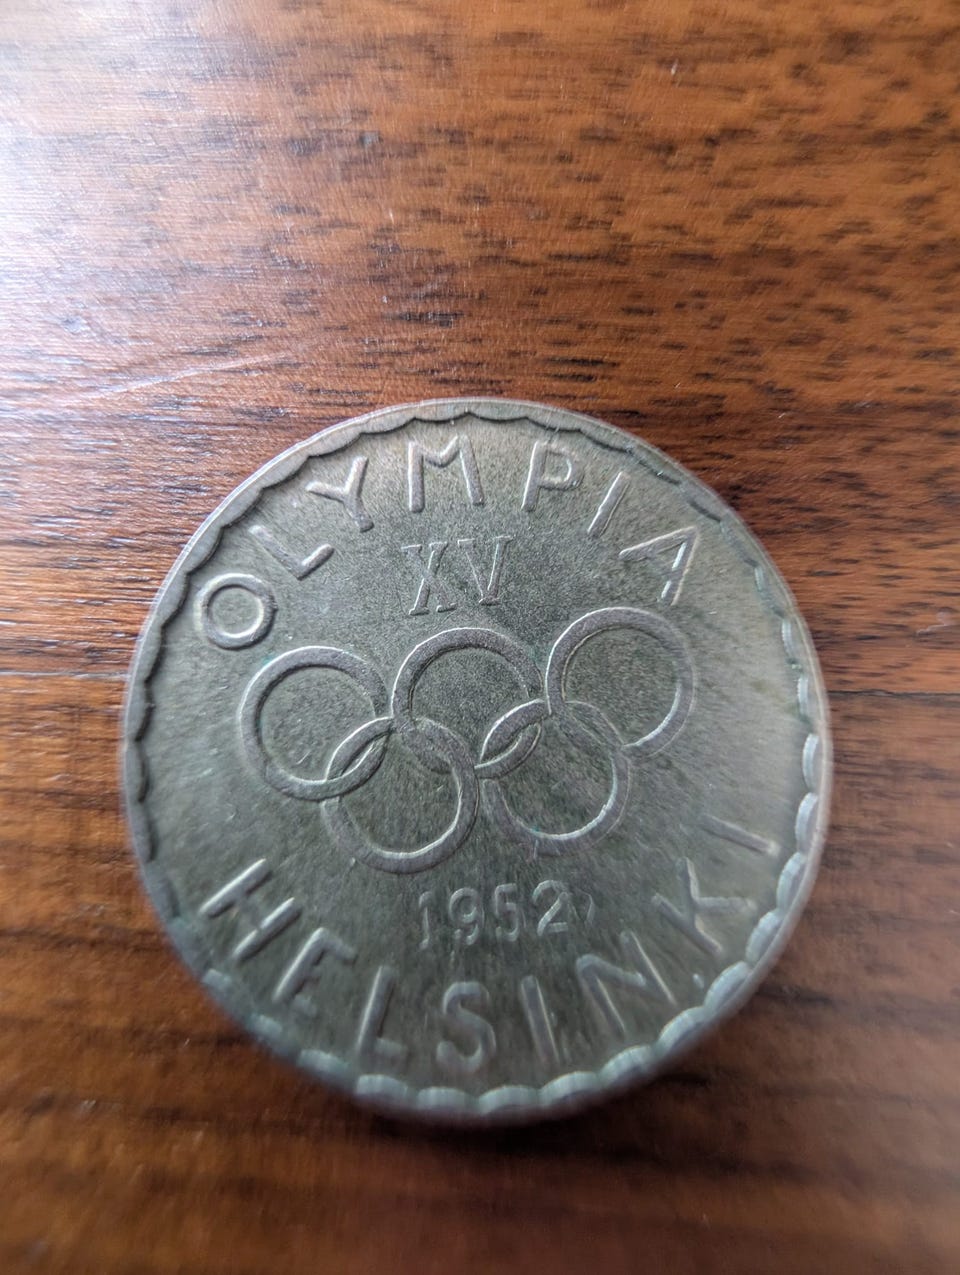 OLYMPIA
XV
1952
HELSINKI